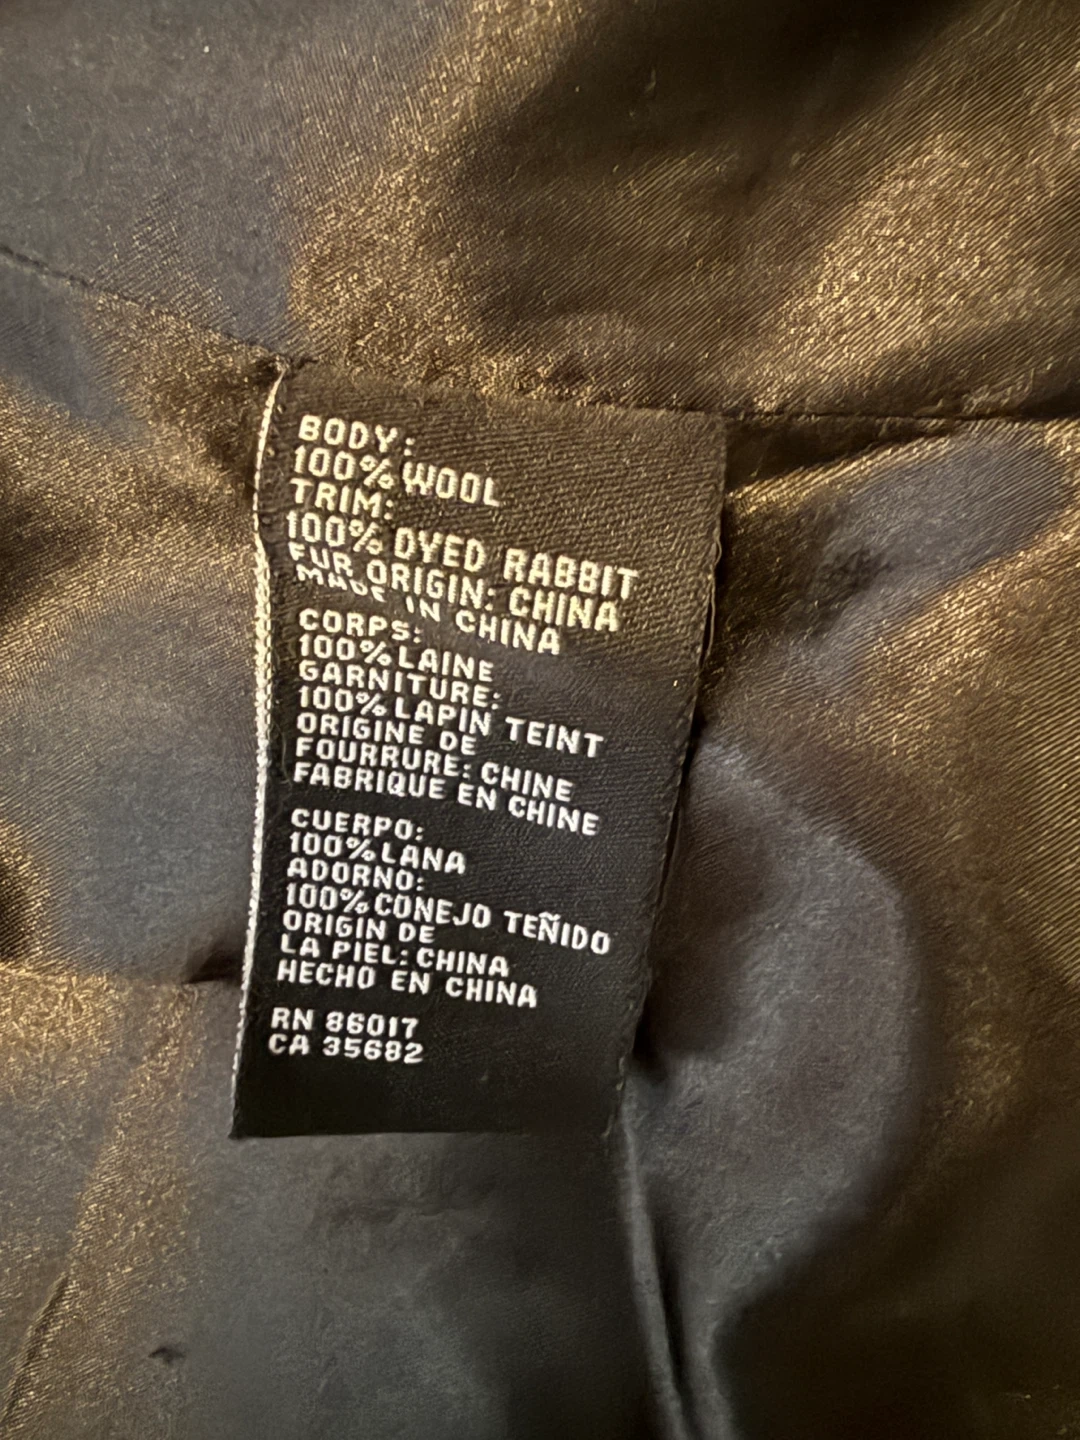 BODY:
100% WOOL
TRIM:
100% DYED RABBIT
FUR ORIGIN: CHINA
MADE IN CHINA
CORPS:
100% LAINE
GARNITURE:
100% LAPIN TEINT
ORIGINE DE
FOURRURE: CHINE
FABRIQUE EN CHINE
CUERPO:
100% LANA
ADORNO:
100% CONEJO TEÑIDO
ORIGIN DE
LA PIEL: CHINA
HECHO EN CHINA
RN 86017
CA 35682